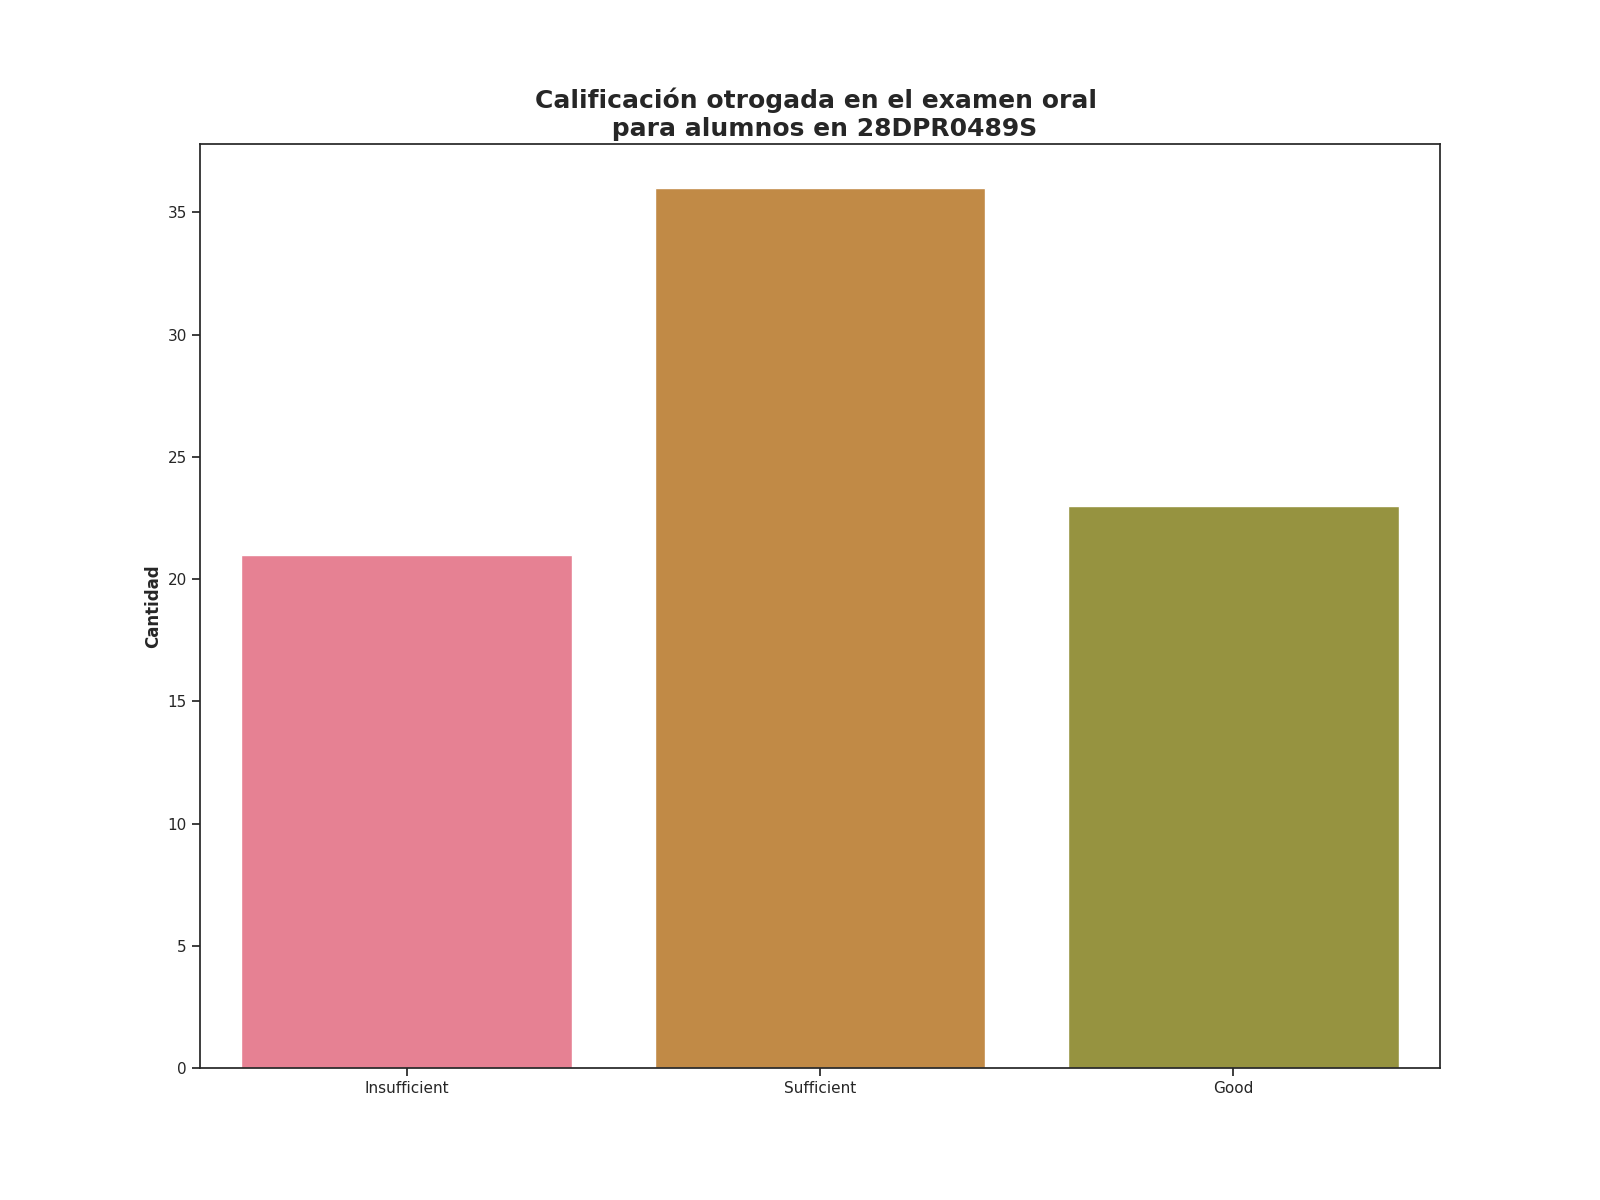 Calificación otrogada en el examen oral
para alumnos en 28DPR0489S
Cantidad
35
30
25
20
15
10
5
0
Insufficient
Sufficient
Good